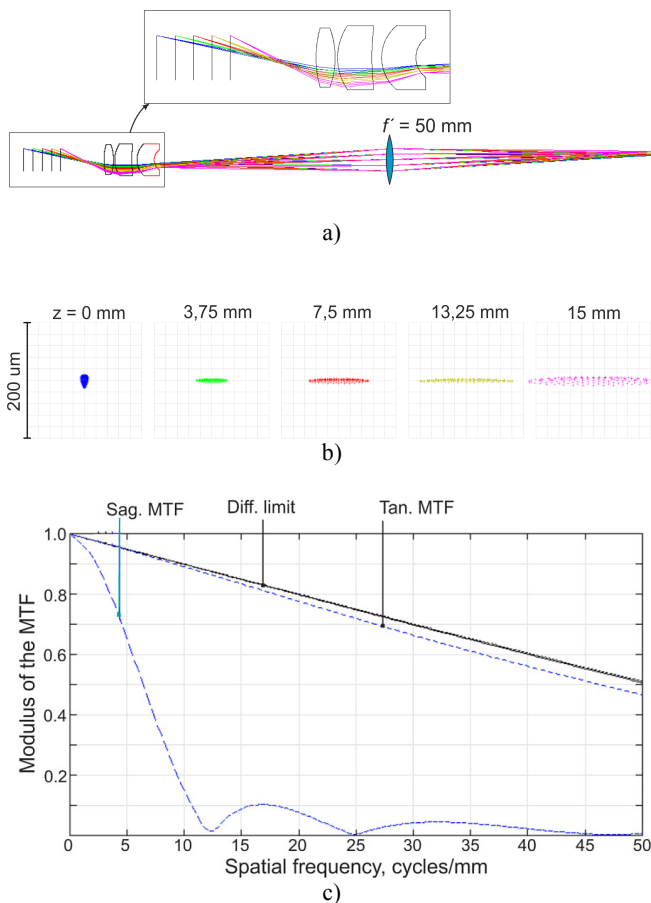 f´ = 50 mm
a)
z = 0 mm 3,75 mm 7,5 mm 13,25 mm 15 mm
200 um
b)
Sag. MTF Diff. limit Tan. MTF
1.0
0.8
0.6
0.4
0.2
Modulus of the MTF
0 5 10 15 20 25 30 35 40 45 50
Spatial frequency, cycles/mm
c)